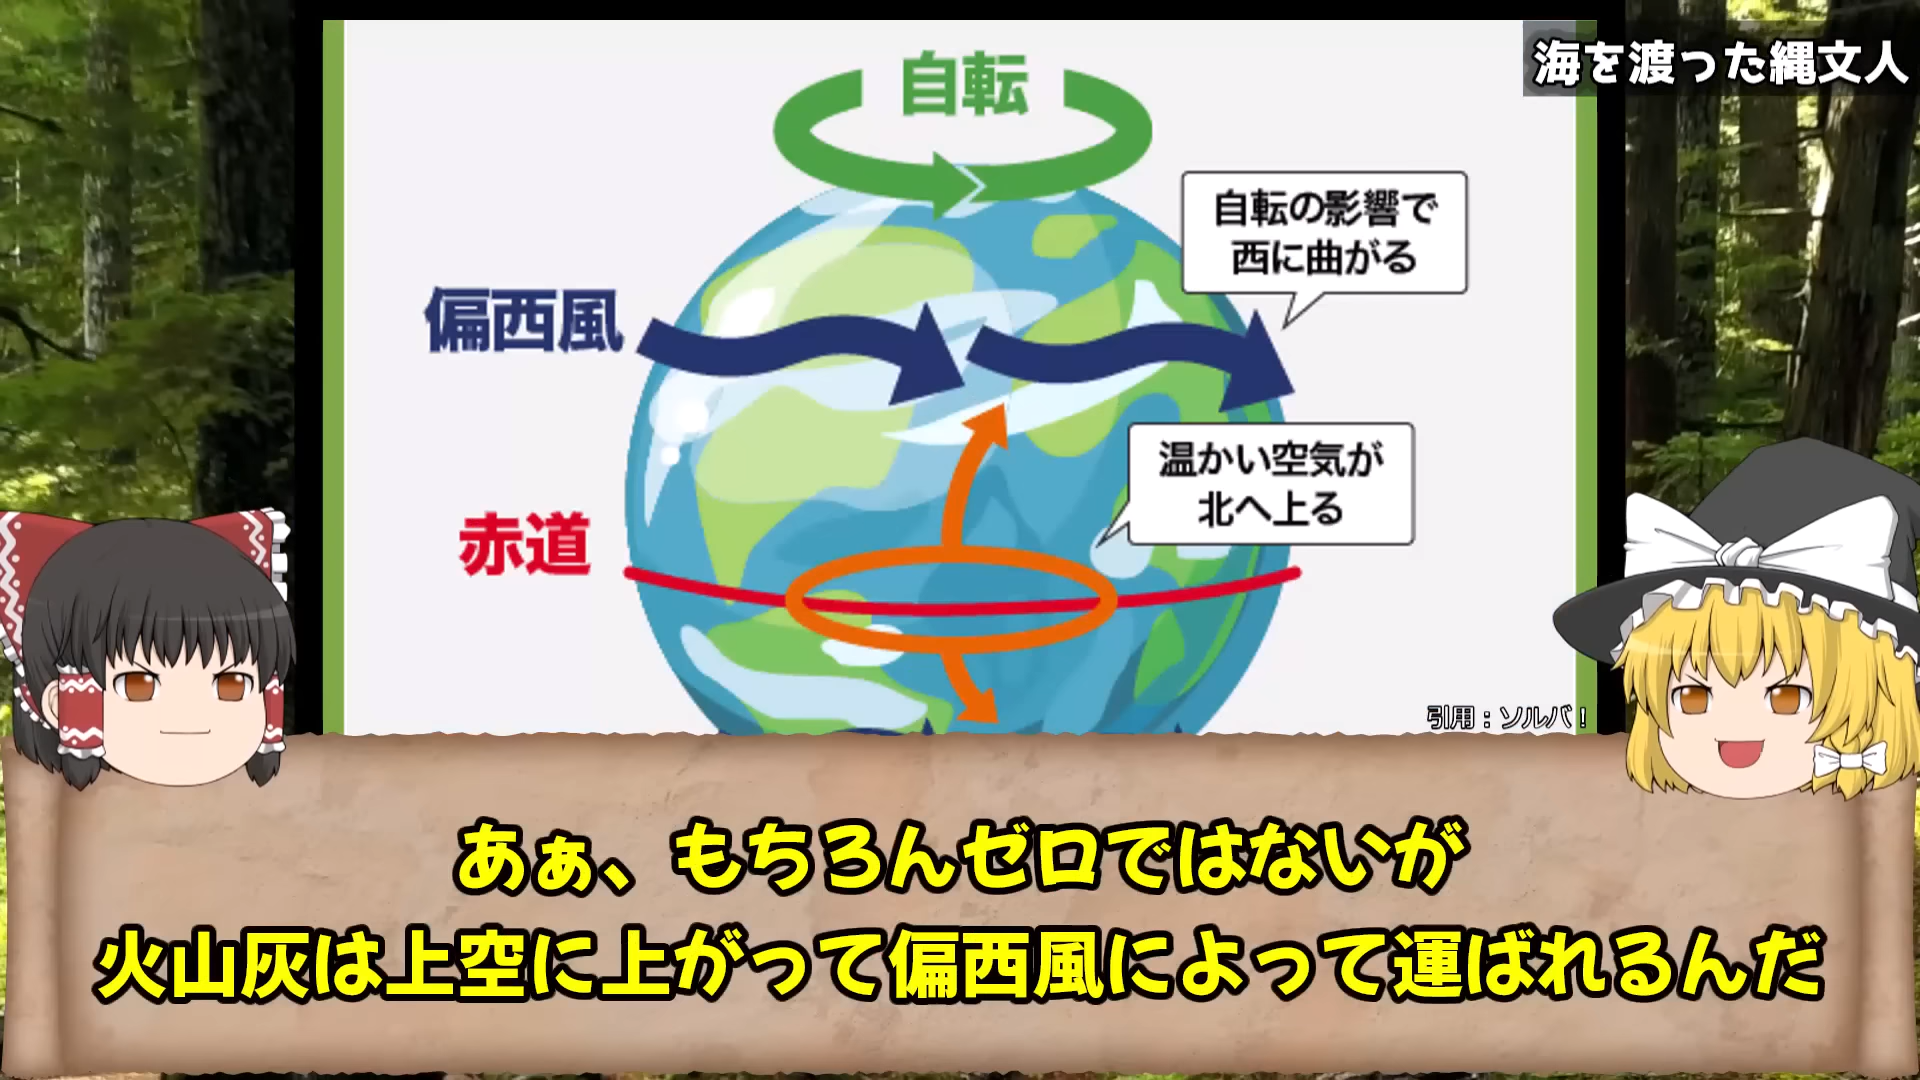 海を渡った縄文人
自転
自転の影響で
西に曲がる
偏西風
温かい空気が
北へ上る
赤道
引用：ソルバ！
あぁ、もちろんゼロではないが
火山灰は上空に上がって偏西風によって運ばれるんだ